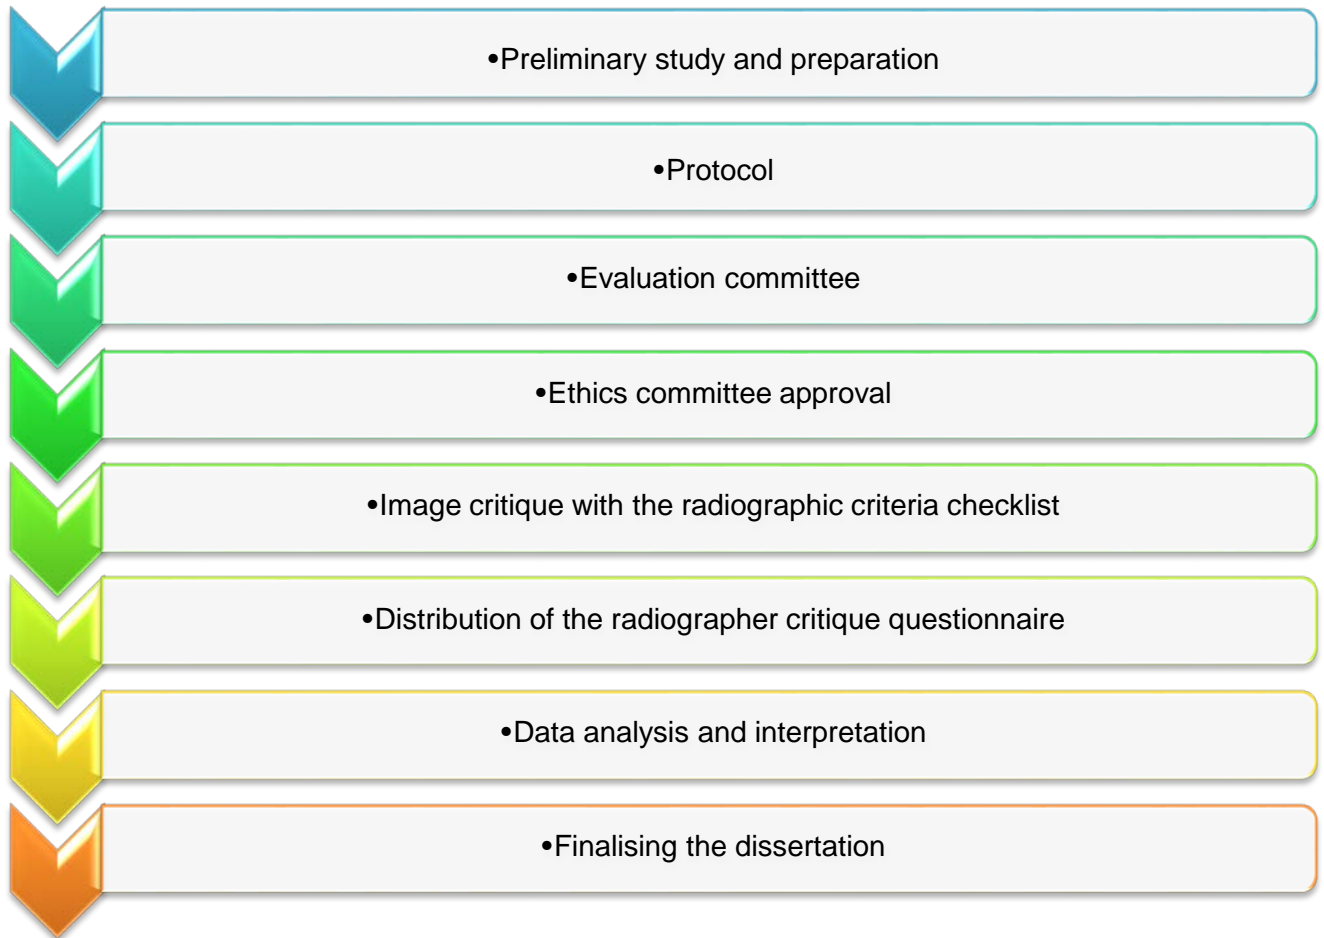 •Preliminary study and preparation
•Protocol
•Evaluation committee
•Ethics committee approval
•Image critique with the radiographic criteria checklist
•Distribution of the radiographer critique questionnaire
•Data analysis and interpretation
•Finalising the dissertation